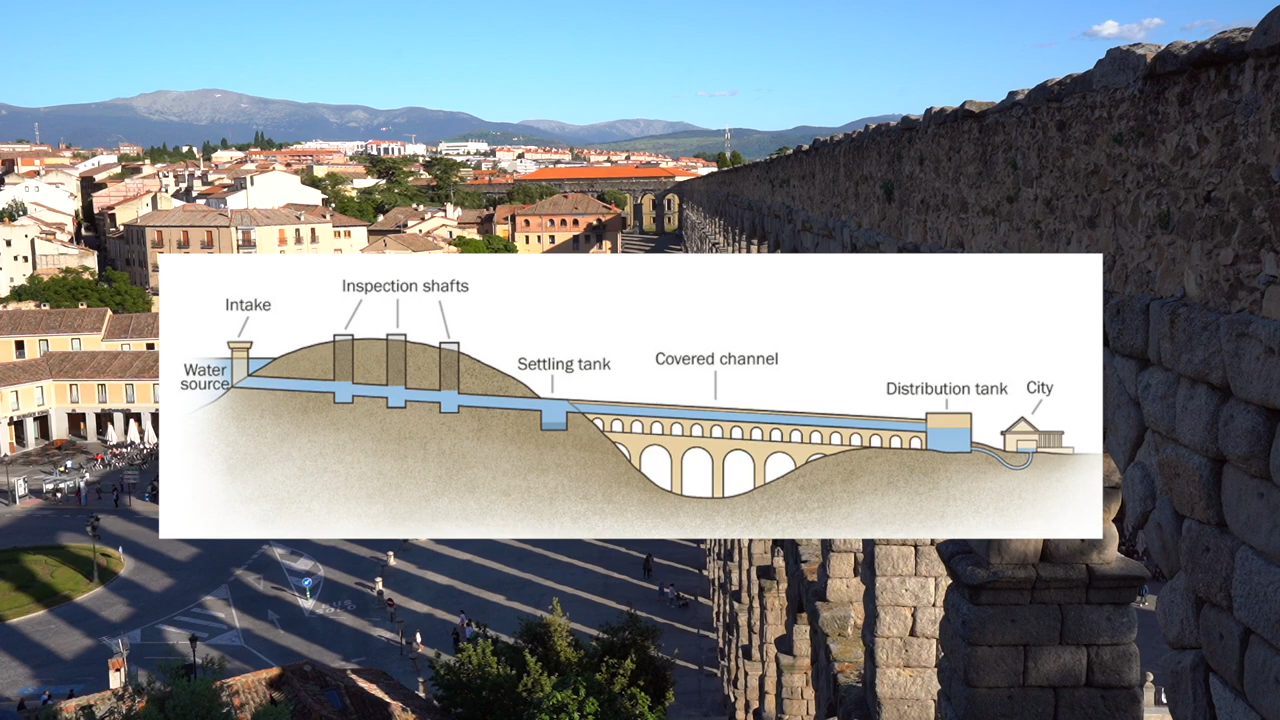 Inspection shafts
Intake
Water
source
Settling tank
Covered channel
Distribution tank
City